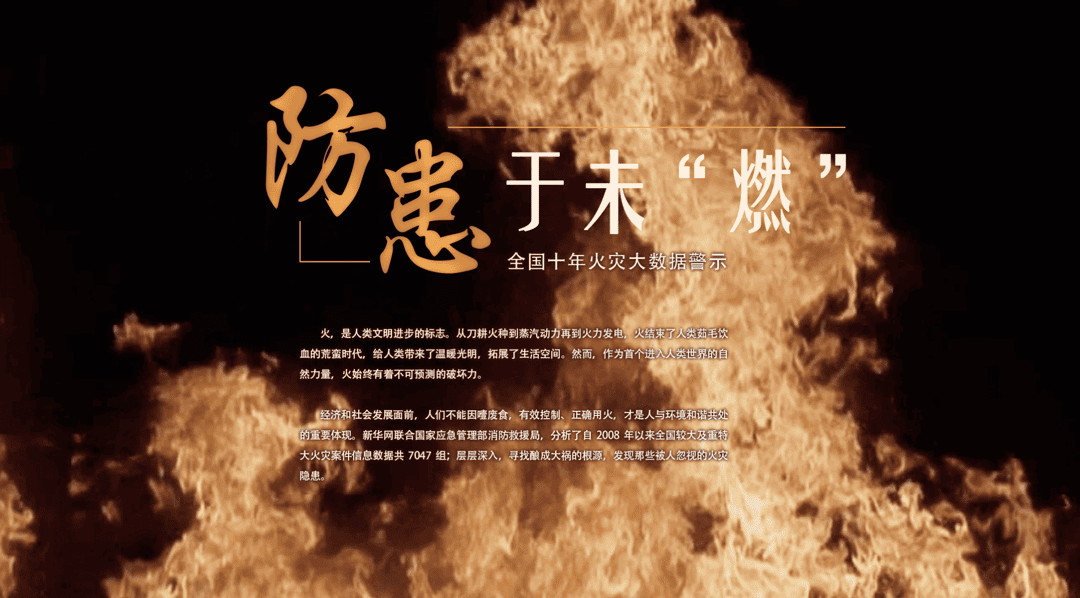 防患于未“燃”
全国十年火灾大数据警示
火，是人类文明进步的标志。从刀耕火种到蒸汽动力再到火力发电，火结束了人类茹毛饮
血的荒蛮时代，给人类带来了温暖光明，拓展了生活空间。然而，作为首个进入人类世界的自
然力量，火始终有着不可预测的破坏力。
经济和社会发展面前，人们不能因噎废食，有效控制、正确用火，才是人与环境和谐共处
的重要体现。新华网联合国家应急管理部消防救援局，分析了自 2008 年以来全国较大及重特
大火灾案件信息数据共 7047 组；层层深入，寻找酿成大祸的根源，发现那些被人忽视的火灾
隐患。